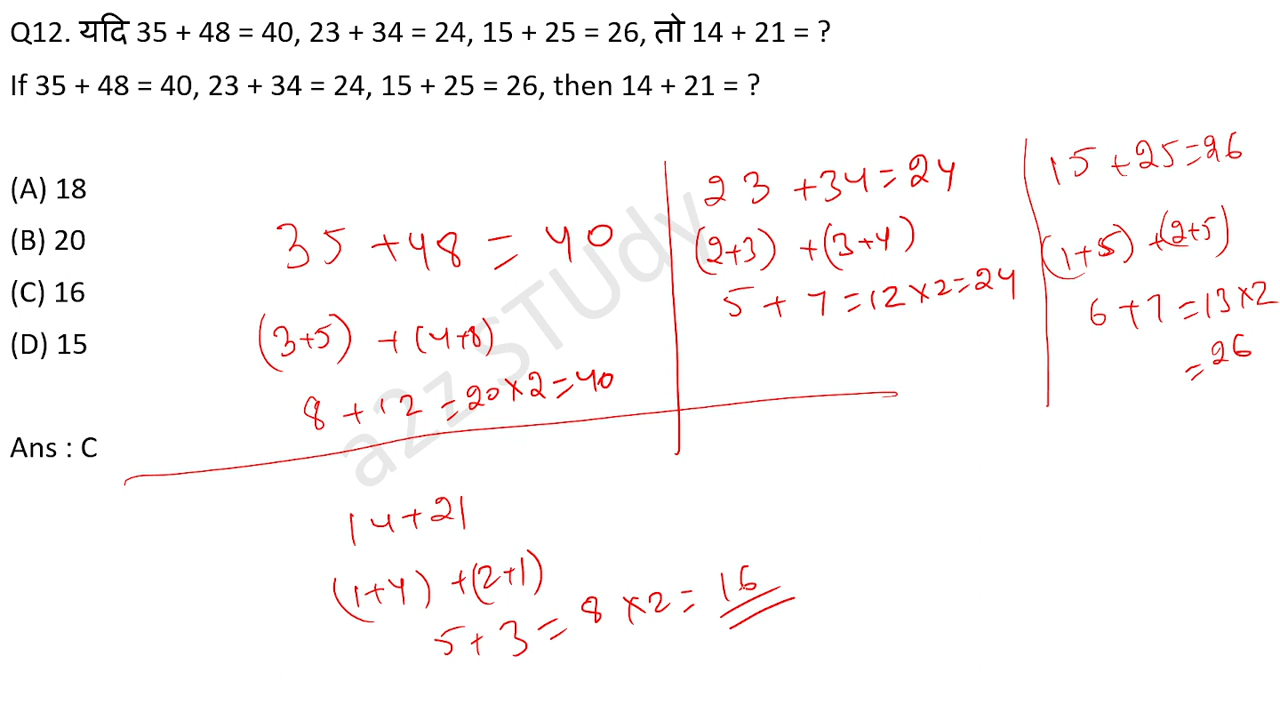 Q12. यदि 35 + 48 = 40, 23 + 34 = 24, 15 + 25 = 26, तो 14 + 21 = ?
If 35 + 48 = 40, 23 + 34 = 24, 15 + 25 = 26, then 14 + 21 = ?
(A) 18
(B) 20
(C) 16
(D) 15
Ans : C
35 + 48 = 40
(3+5) + (4+8)
8 + 12 = 20 × 2 = 40
23 + 34 = 24
(2+3) + (3+4)
5 + 7 = 12 × 2 = 24
15 + 25 = 26
(1+5) + (2+5)
6 + 7 = 13 × 2
= 26
14 + 21
(1+4) + (2+1)
5 + 3 = 8 × 2 = 16
a2z STUdy